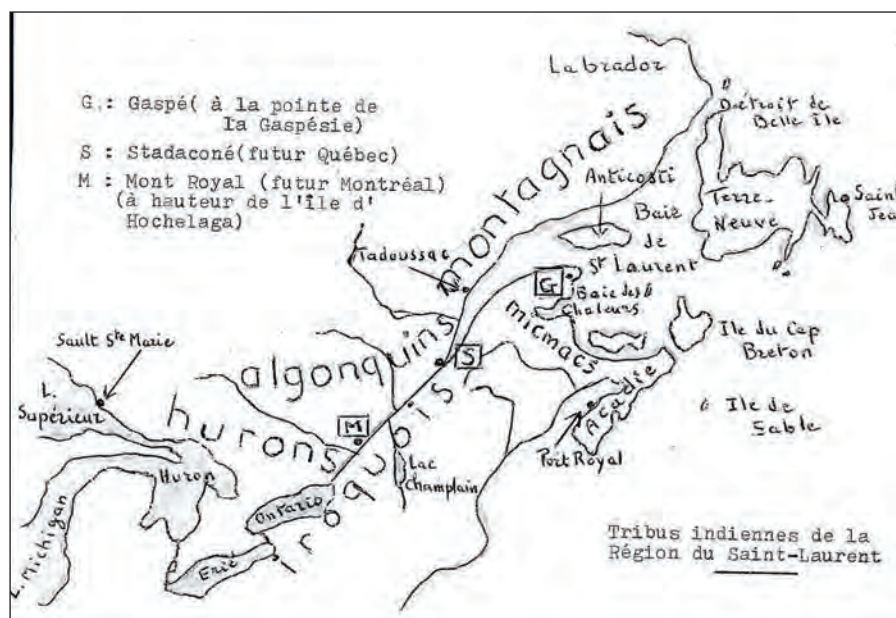 Labrador
G : Gaspé( à la pointe de
la Gaspésie)
S : Stadaconé(futur Québec)
M : Mont Royal (futur Montréal)
(à hauteur de l'Île d'
Hochelaga)
Détroit de
Belle Ile
montagnais
Anticosti
Terre-
Neuve
Saint
Jean
Baie
de
St Laurent
Tadoussac
G
Baie des
Chaleurs
micmacs
Ile du Cap
Breton
Sault Ste Marie
algonquins
S
L.
Supérieur
hurons
M
iroquois
Acadie
Ile de
Sable
Port Royal
Lac
Champlain
Huron
Ontario
Erié
L. Michigan
Tribus indiennes de la
Région du Saint-Laurent